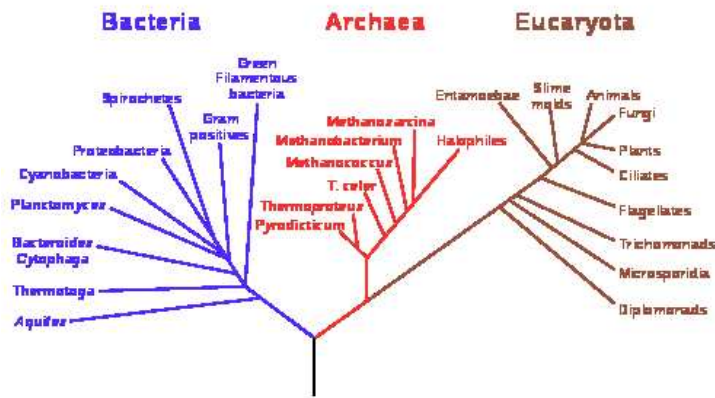 Bacteria
Archaea
Eucaryota
Green
Filamentous
bacteria
Spirochetes
Gram
positives
Proteobacteria
Cyanobacteria
Planctomyces
Bacteroides
Cytophaga
Thermotoga
Aquifex
Methanosarcina
Methanobacterium
Halophiles
Methanococcus
T. celer
Thermoproteus
Pyrodicticum
Entamoebae
Slime
molds
Animals
Fungi
Plants
Ciliates
Flagellates
Trichomonads
Microsporidia
Diplomonads